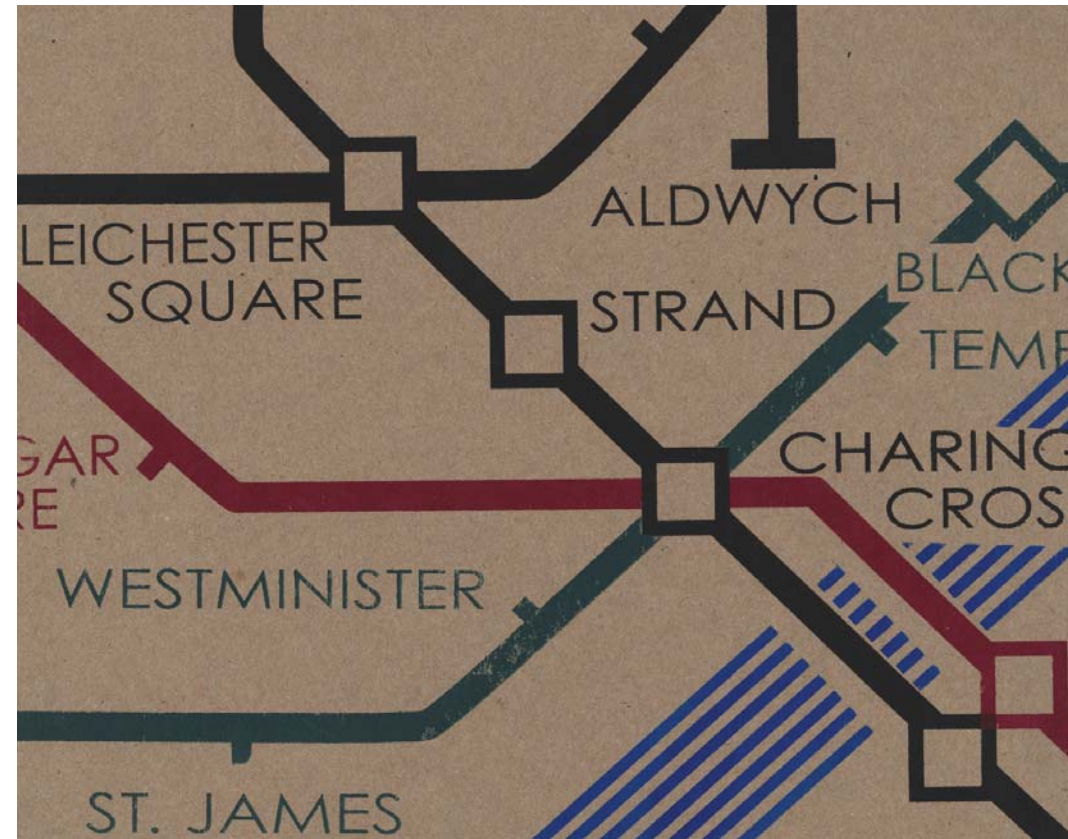 ALDWYCH
LEICHESTER
SQUARE
STRAND
BLACK
TEMP
GAR
RE
CHARING
CROS
WESTMINISTER
ST. JAMES